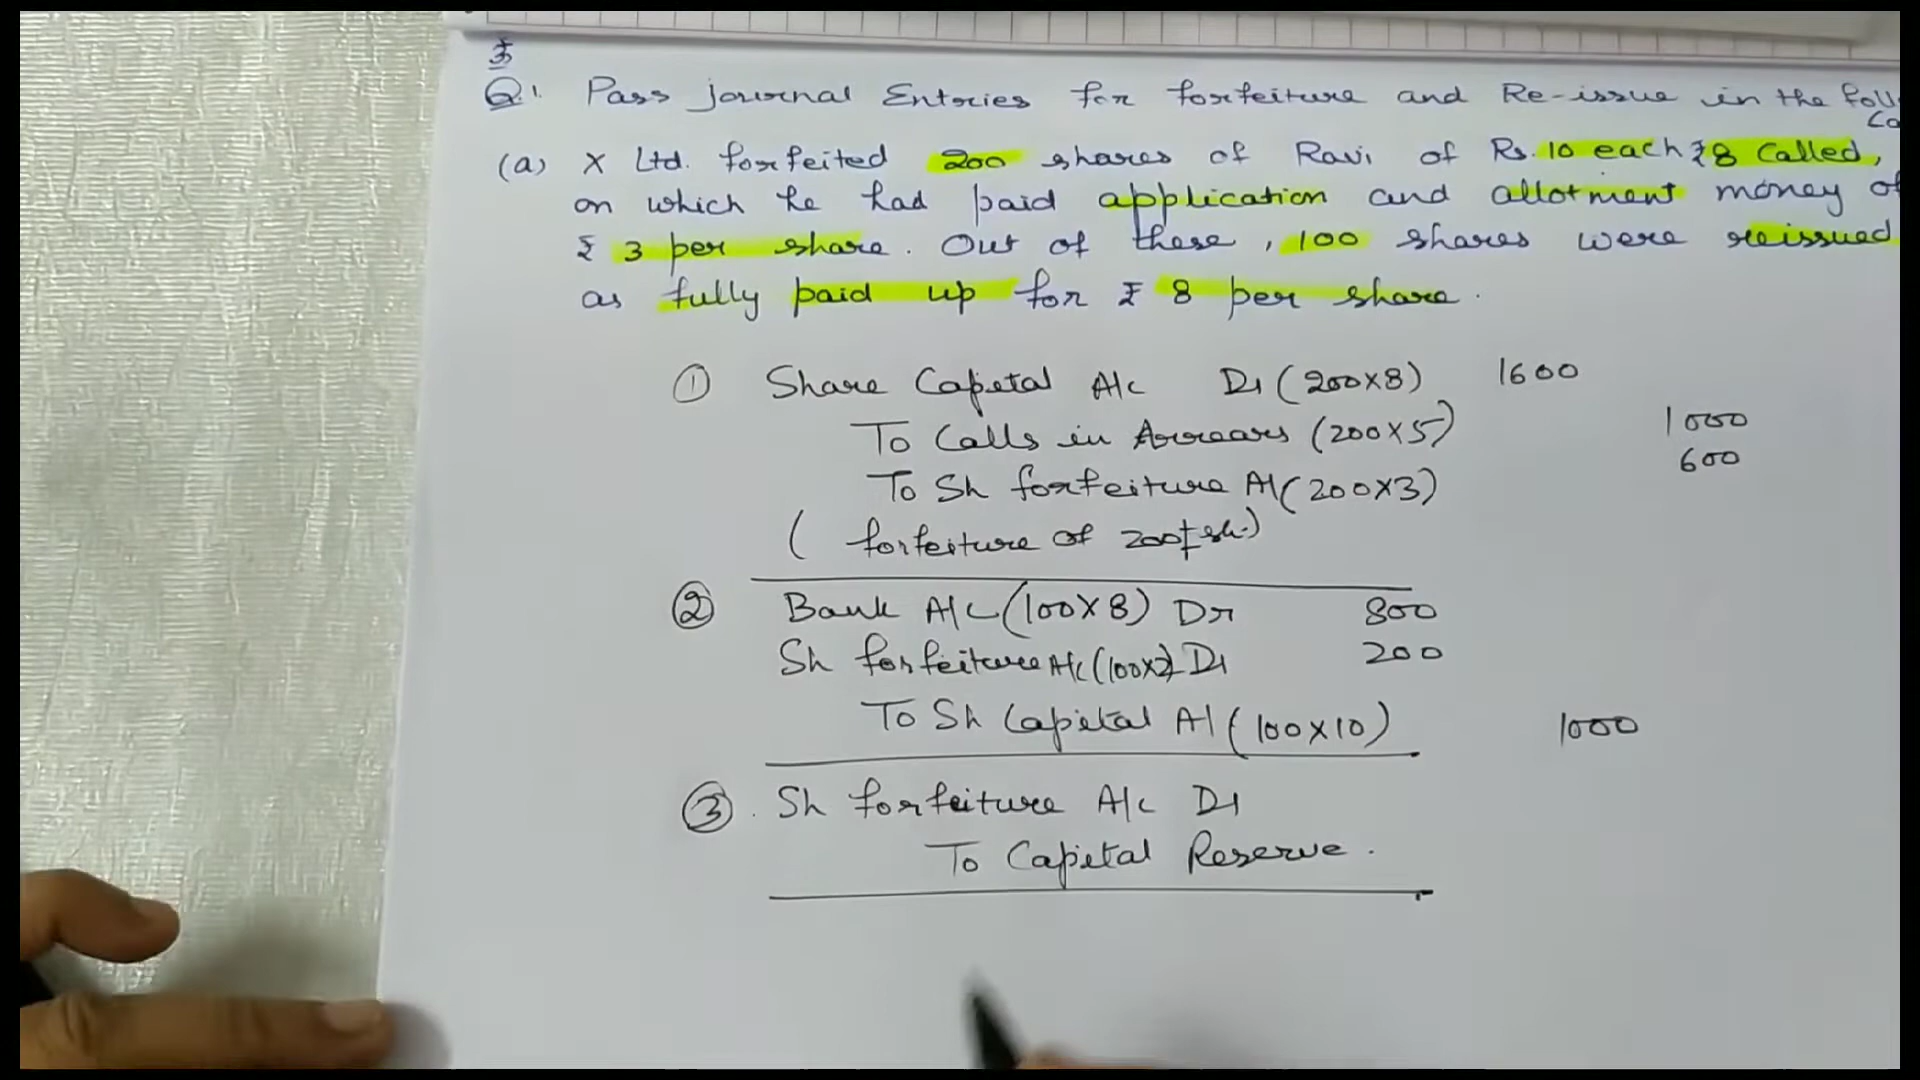 Q.1. Pass journal Entries for forfeiture and Re-issue in the foll
(a) X Ltd. forfeited 200 shares of Ravi of Rs. 10 each ₹8 called,
on which he had paid application and allotment money of
₹ 3 per share. Out of these, 100 shares were reissued
as fully paid up for ₹ 8 per share.
① Share Capital A/c Dr (200×8) 1600
To Calls in Arrears (200×5) 1000
To Sh forfeiture A/ (200×3) 600
( forfeiture of 200 sh.)
② Bank A/c (100×8) Dr 800
Sh forfeiture A/c (100×2) Dr 200
To Sh Capital A/ (100×10) 1000
③. Sh forfeiture A/c Dr
To Capital Reserve.